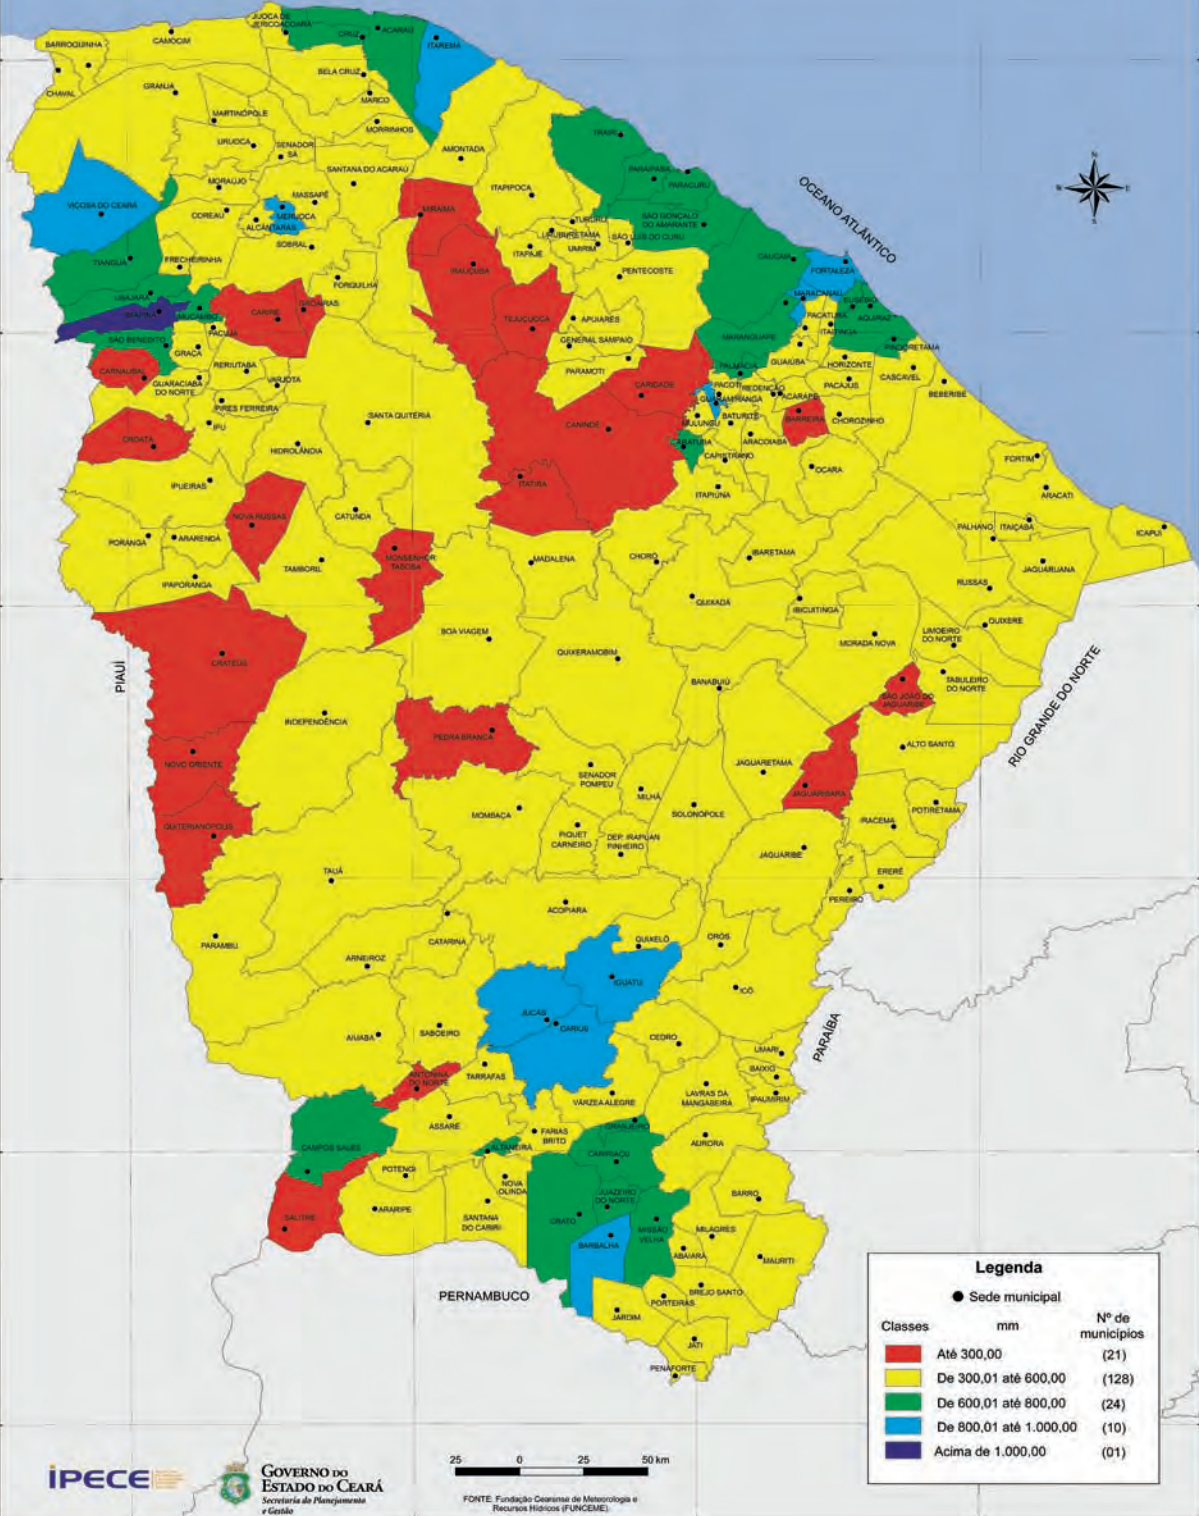 JIJOCA DE
JERICOACOARA
CRUZ
ACARAÚ
ITAREMA
BARROQUINHA
CAMOCIM
CHAVAL
GRANJA
BELA CRUZ
MARCO
MARTINÓPOLE
MORRINHOS
URUOCA
SENADOR
SÁ
AMONTADA
TRAIRI
SANTANA DO ACARAÚ
MORAÚJO
MASSAPÊ
ITAPIPOCA
PARAIPABA
PARACURU
OCEANO ATLÂNTICO
VIÇOSA DO CEARÁ
COREAÚ
MERUOCA
ALCÂNTARAS
MIRAÍMA
TURURU
SÃO GONÇALO
DO AMARANTE
URUBURETAMA
SÃO LUÍS DO CURU
SOBRAL
ITAPAJÉ
UMIRIM
TIANGUÁ
FRECHEIRINHA
IRAUÇUBA
PENTECOSTE
CAUCAIA
FORTALEZA
FORQUILHA
UBAJARA
MUCAMBO
CARIRÉ
GROAÍRAS
TEJUÇUOCA
APUIARÉS
MARACANAÚ
EUSÉBIO
AQUIRAZ
PACATUBA
ITAITINGA
PACUJÁ
SÃO BENEDITO
GRAÇA
GENERAL SAMPAIO
MARANGUAPE
PINDORETAMA
RERIUTABA
PARAMOTI
PALMÁCIA
GUAIÚBA
HORIZONTE
CASCAVEL
CARNAUBAL
GUARACIABA
DO NORTE
VARJOTA
CARIDADE
PACOTI
REDENÇÃO
PACAJUS
BEBERIBE
PIRES FERREIRA
GUARAMIRANGA
ACARAPE
IPU
SANTA QUITÉRIA
CANINDÉ
MULUNGU
BATURITÉ
BARREIRA
CHOROZINHO
CROATÁ
HIDROLÂNDIA
ARATUBA
ARACOIABA
CAPISTRANO
OCARA
FORTIM
IPUEIRAS
ITATIRA
ITAPIÚNA
ARACATI
NOVA RUSSAS
CATUNDA
PALHANO
ITAIÇABA
ICAPUÍ
PORANGA
ARARENDÁ
MONSENHOR
TABOSA
MADALENA
CHORÓ
IBARETAMA
TAMBORIL
JAGUARUANA
IPAPORANGA
RUSSAS
QUIXADÁ
IBICUITINGA
QUIXERE
BOA VIAGEM
MORADA NOVA
LIMOEIRO
DO NORTE
CRATEÚS
QUIXERAMOBIM
PIAUÍ
BANABUIÚ
TABULEIRO
DO NORTE
SÃO JOÃO DO
JAGUARIBE
RIO GRANDE DO NORTE
INDEPENDÊNCIA
PEDRA BRANCA
ALTO SANTO
NOVO ORIENTE
SENADOR
POMPEU
JAGUARETAMA
MILHÃ
JAGUARIBARA
MOMBAÇA
SOLONÓPOLE
POTIRETAMA
QUITERIANÓPOLIS
PIQUET
CARNEIRO
DEP. IRAPUAN
PINHEIRO
IRACEMA
JAGUARIBE
TAUÁ
ERERÉ
PEREIRO
ACOPIARA
PARAMBU
CATARINA
QUIXELÔ
ORÓS
ARNEIROZ
IGUATU
ICÓ
JUCÁS
CARIÚS
SABOEIRO
AIUABA
CEDRO
UMARI
PARAÍBA
ANTONINA
DO NORTE
TARRAFAS
BAIXIO
VÁRZEA ALEGRE
LAVRAS DA
MANGABEIRA
IPAUMIRIM
ASSARÉ
FARIAS
BRITO
GRANJEIRO
CAMPOS SALES
ALTANEIRA
AURORA
CARIRIAÇU
POTENGI
NOVA
OLINDA
JUAZEIRO
DO NORTE
BARRO
SALITRE
ARARIPE
SANTANA
DO CARIRI
CRATO
MISSÃO
VELHA
MILAGRES
BARBALHA
ABAIARA
MAURITI
PERNAMBUCO
BREJO SANTO
PORTEIRAS
JARDIM
JATI
PENAFORTE
N
S
Legenda
Sede municipal
Classes mm Nº de
municípios
Até 300,00 (21)
De 300,01 até 600,00 (128)
De 600,01 até 800,00 (24)
De 800,01 até 1.000,00 (10)
Acima de 1.000,00 (01)
iPECE
GOVERNO DO
ESTADO DO CEARÁ
Secretaria do Planejamento
e Gestão
25 0 25 50 km
FONTE: Fundação Cearense de Meteorologia e
Recursos Hídricos (FUNCEME).